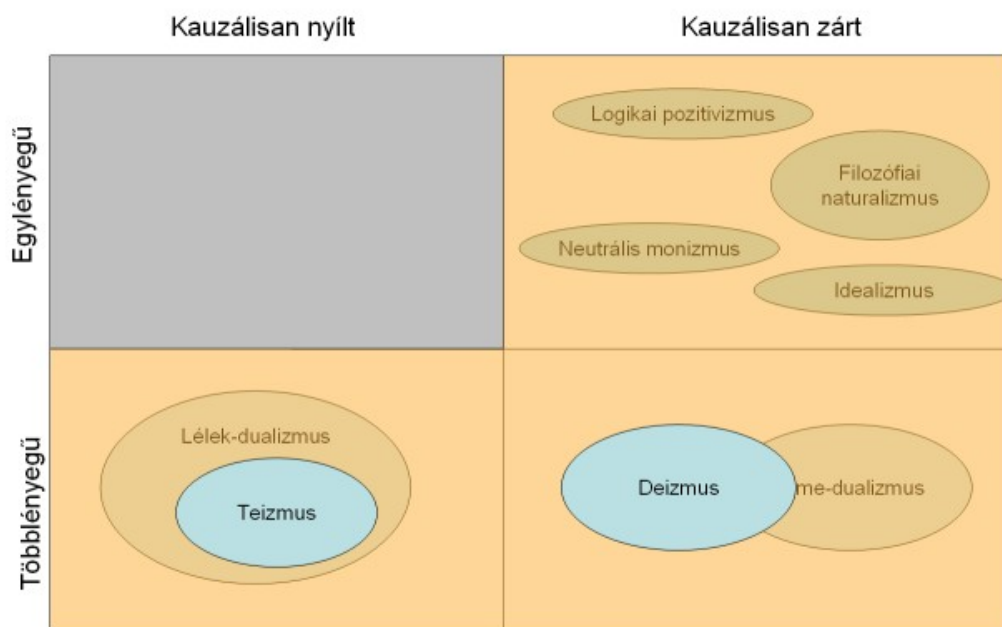 Kauzálisan nyílt
Kauzálisan zárt
Egylényegű
Logikai pozitivizmus
Filozófiai
naturalizmus
Neutrális monizmus
Idealizmus
Többlényegű
Lélek-dualizmus
Teizmus
Deizmus
me-dualizmus